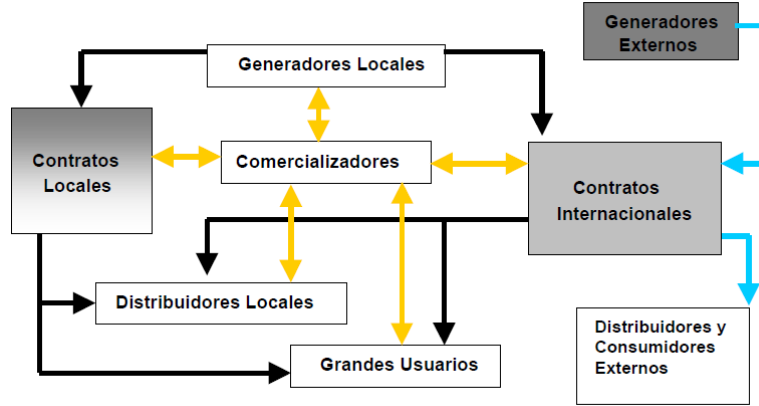 Generadores
Externos
Generadores Locales
Contratos
Locales
Comercializadores
Contratos
Internacionales
Distribuidores Locales
Distribuidores y
Consumidores
Externos
Grandes Usuarios